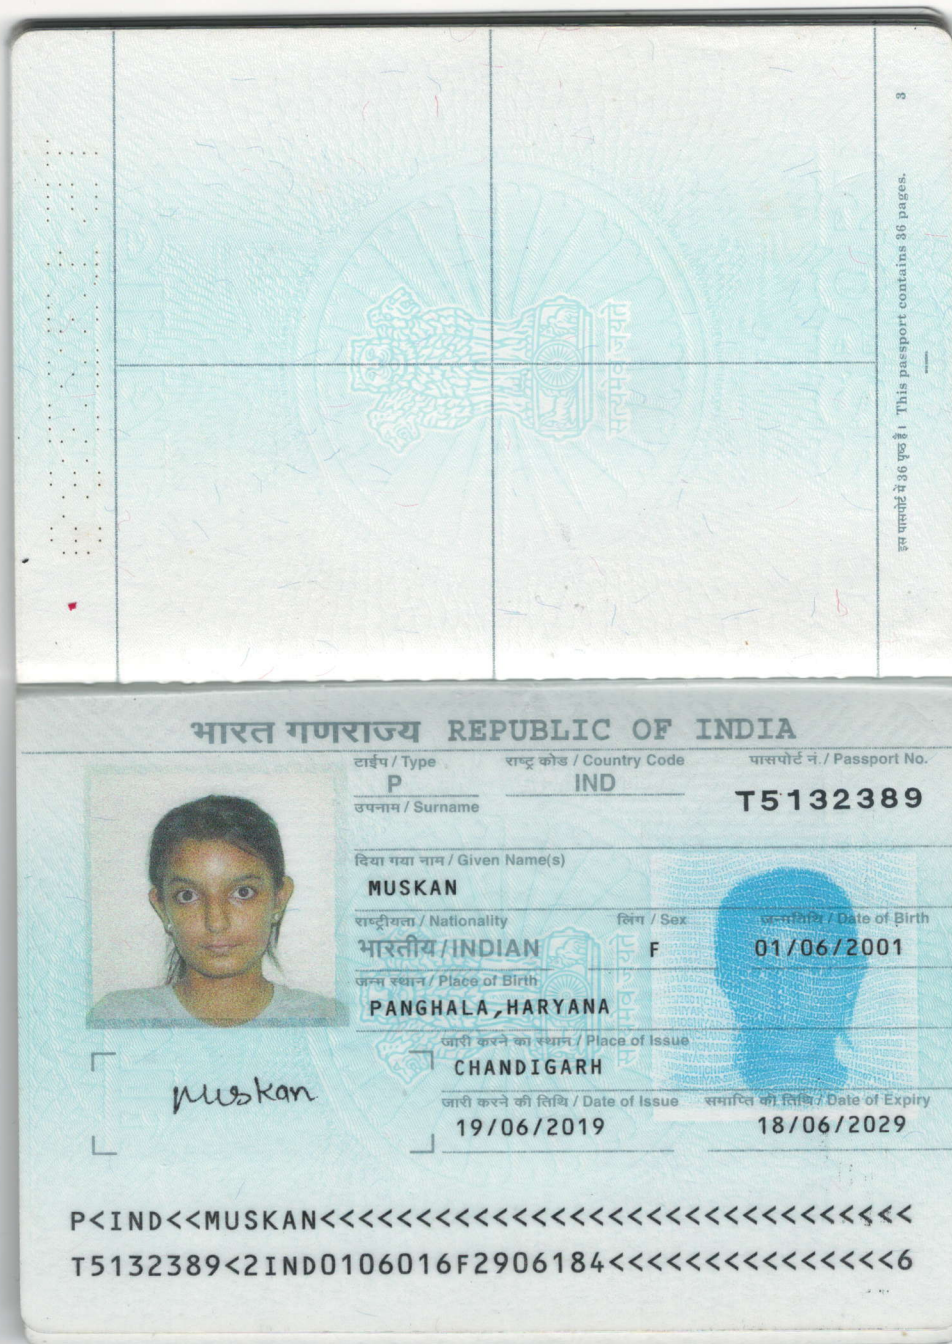 3
इस पासपोर्ट में 36 पृष्ठ हैं। This passport contains 36 pages.
भारत गणराज्य REPUBLIC OF INDIA
टाईप / Type राष्ट्र कोड / Country Code पासपोर्ट नं. / Passport No.
P IND T5132389
उपनाम / Surname
दिया गया नाम / Given Name(s)
MUSKAN
राष्ट्रीयता / Nationality लिंग / Sex जन्मतिथि / Date of Birth
भारतीय / INDIAN F 01/06/2001
जन्म स्थान / Place of Birth
PANGHALA,HARYANA
जारी करने का स्थान / Place of Issue
CHANDIGARH
जारी करने की तिथि / Date of Issue समाप्ति की तिथि / Date of Expiry
19/06/2019 18/06/2029
Muskan
P<IND<<MUSKAN<<<<<<<<<<<<<<<<<<<<<<<<<<<<<<<
T5132389<2IND0106016F2906184<<<<<<<<<<<<<<<6